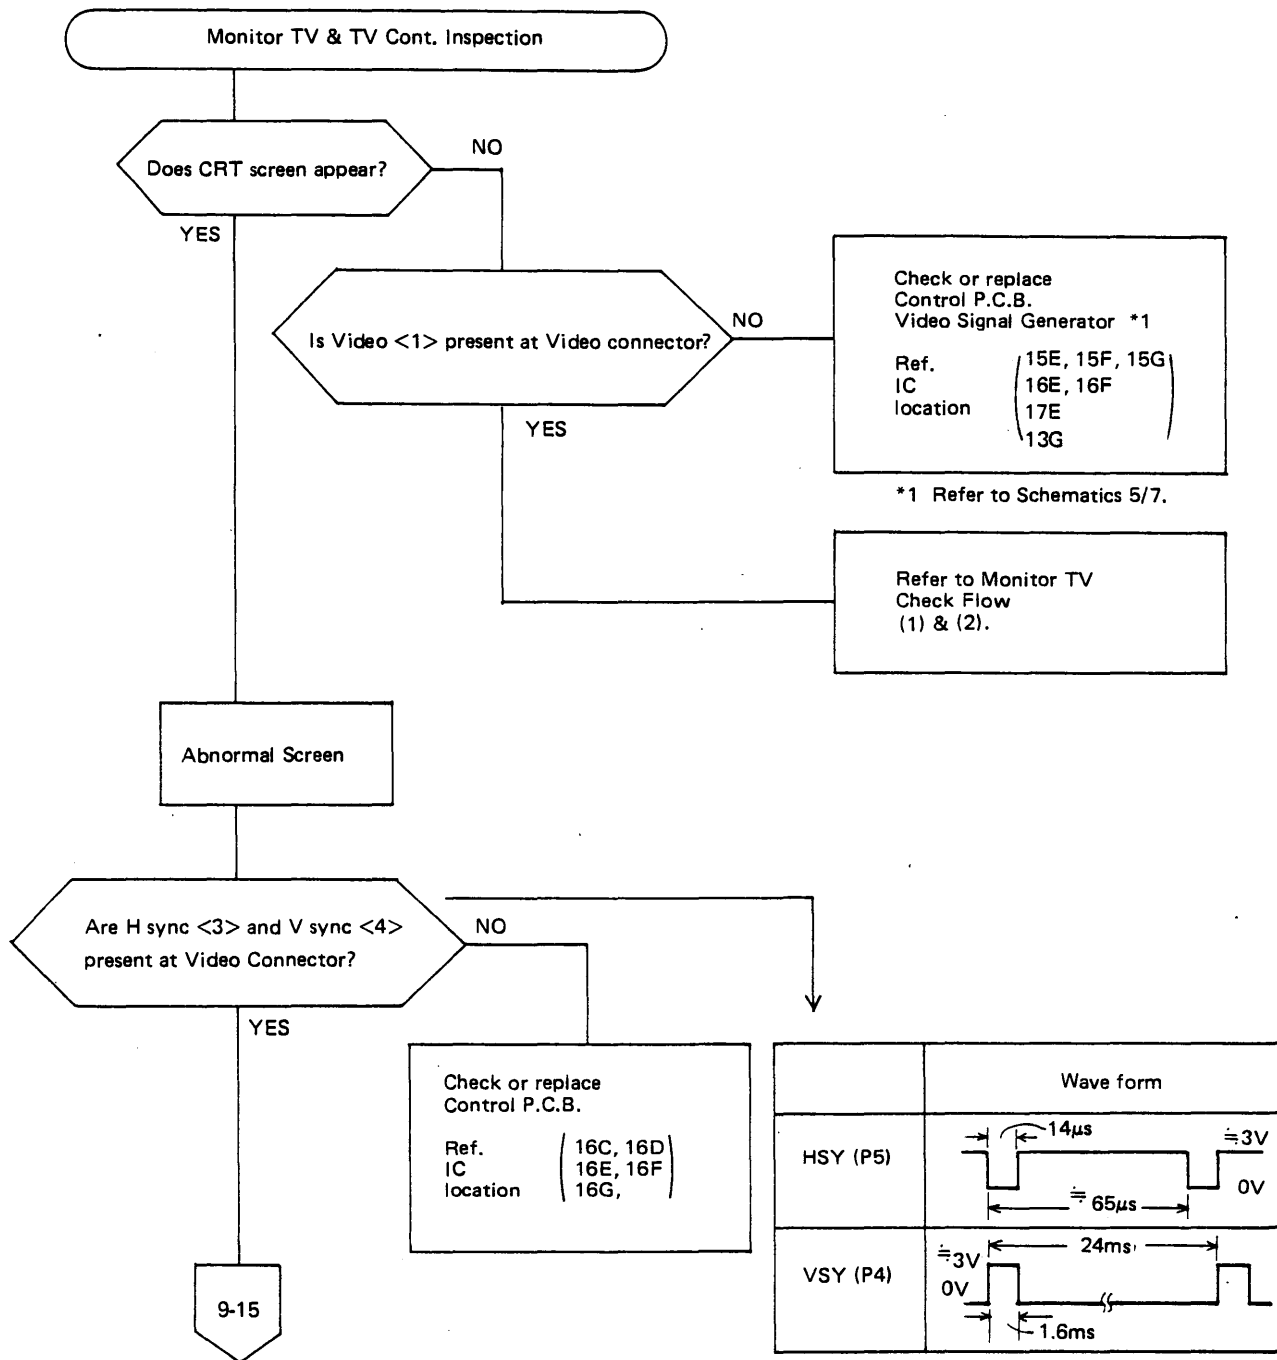 Monitor TV & TV Cont. Inspection
Does CRT screen appear?
NO
YES
Is Video <1> present at Video connector?
NO
YES
Check or replace
Control P.C.B.
Video Signal Generator *1
Ref.
IC
location
15E, 15F, 15G
16E, 16F
17E
13G
*1 Refer to Schematics 5/7.
Refer to Monitor TV
Check Flow
(1) & (2).
Abnormal Screen
Are H sync <3> and V sync <4>
present at Video Connector?
NO
YES
Check or replace
Control P.C.B.
Ref.
IC
location
16C, 16D
16E, 16F
16G,
9-15
Wave form
HSY (P5)
14μs
≒3V
0V
≒ 65μs
VSY (P4)
≒3V
0V
24ms
1.6ms